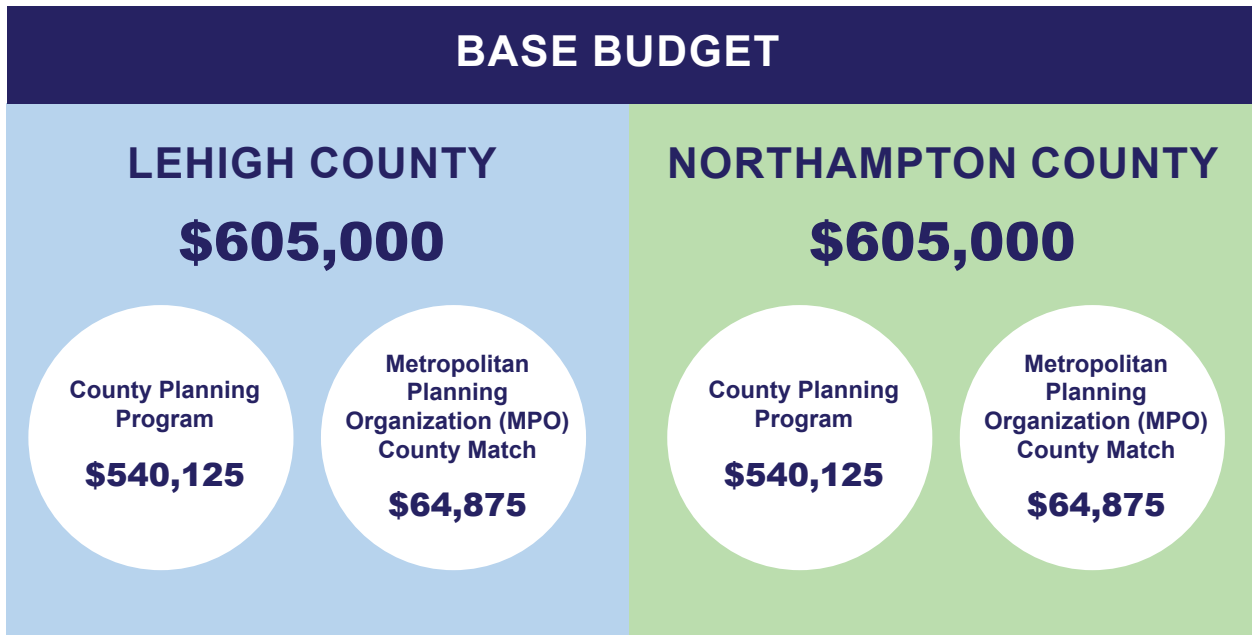 BASE BUDGET
LEHIGH COUNTY
$605,000
County Planning
Program
$540,125
Metropolitan
Planning
Organization (MPO)
County Match
$64,875
NORTHAMPTON COUNTY
$605,000
County Planning
Program
$540,125
Metropolitan
Planning
Organization (MPO)
County Match
$64,875